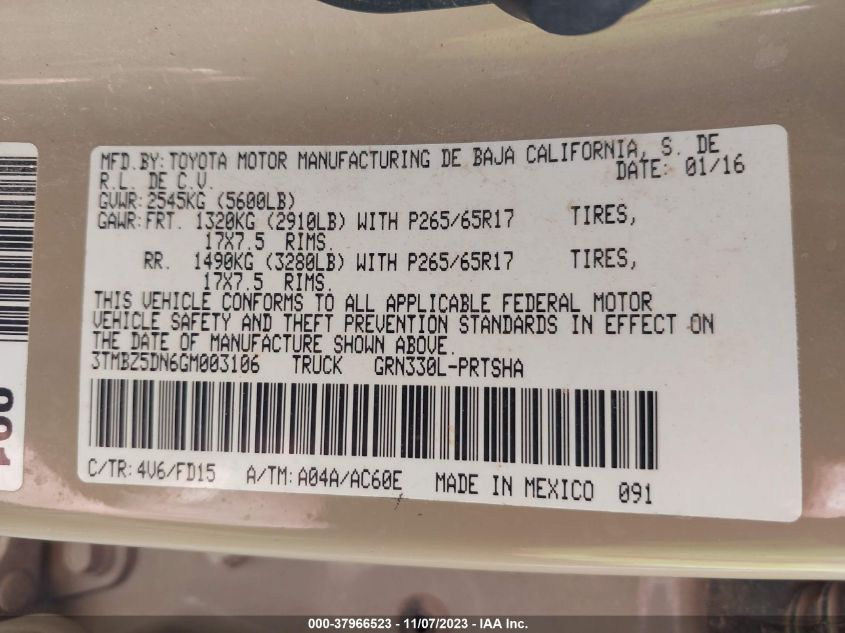 MFD.BY:TOYOTA MOTOR MANUFACTURING DE BAJA CALIFORNIA, S. DE
R.L. DE C.V. DATE: 01/16
GVWR:2545KG (5600LB)
GAWR:FRT. 1320KG (2910LB) WITH P265/65R17 TIRES,
17X7.5 RIMS.
RR. 1490KG (3280LB) WITH P265/65R17 TIRES,
17X7.5 RIMS.
THIS VEHICLE CONFORMS TO ALL APPLICABLE FEDERAL MOTOR
VEHICLE SAFETY AND THEFT PREVENTION STANDARDS IN EFFECT ON
THE DATE OF MANUFACTURE SHOWN ABOVE.
3TMBZ5DN6GM003106 TRUCK GRN330L-PRTSHA
C/TR:4V6/FD15 A/TM:A04A/AC60E MADE IN MEXICO 091
000-37966523 - 11/07/2023 - IAA Inc.